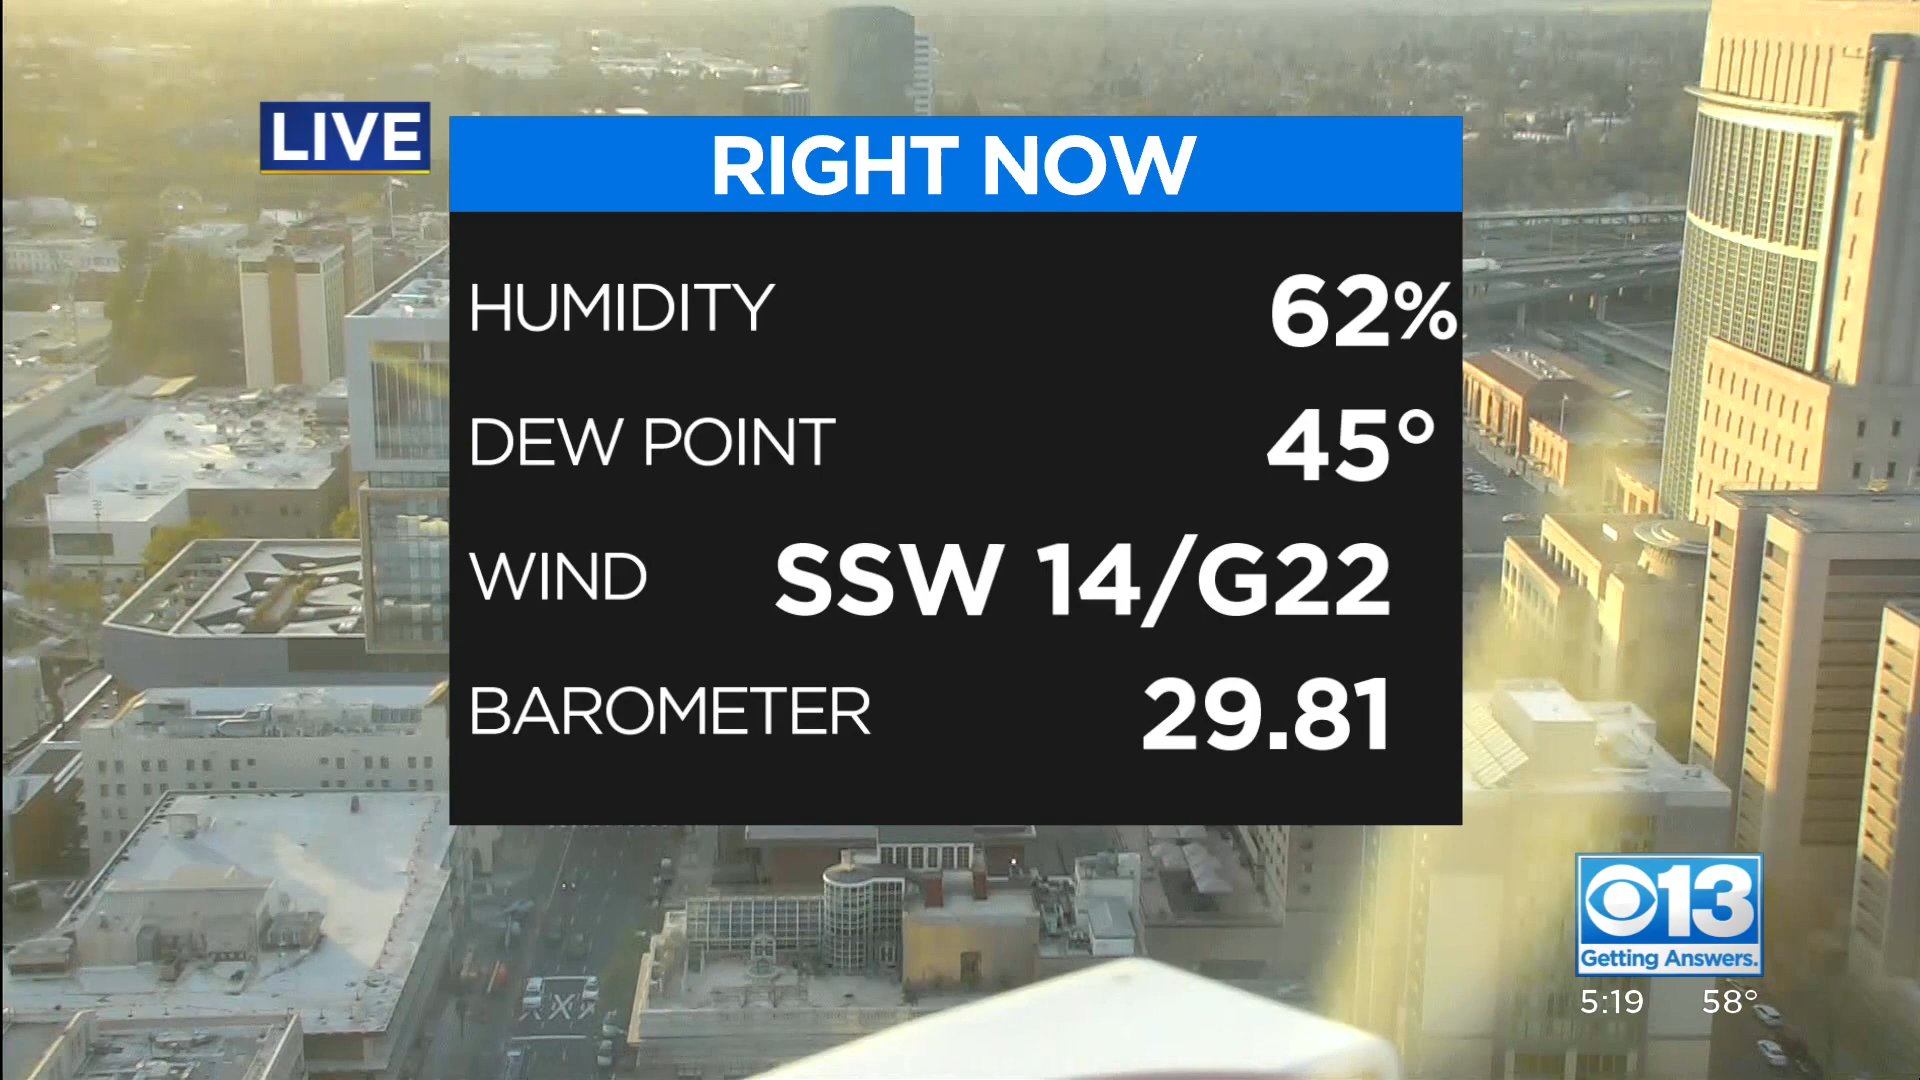 LIVE
RIGHT NOW
HUMIDITY 62%
DEW POINT 45°
WIND SSW 14/G22
BAROMETER 29.81
13
Getting Answers.
5:19 58°